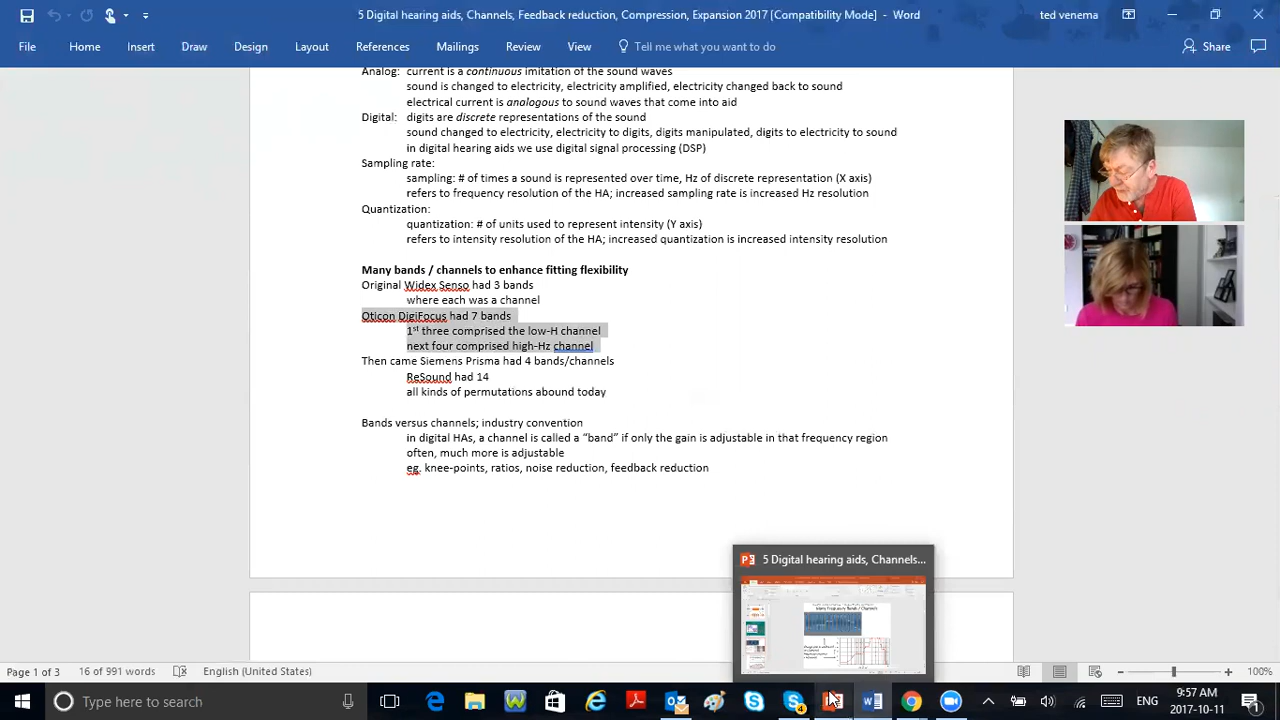 5 Digital hearing aids, Channels, Feedback reduction, Compression, Expansion 2017 [Compatibility Mode] - Word
ted venema
File Home Insert Draw Design Layout References Mailings Review View Tell me what you want to do Share
Analog: current is a continuous imitation of the sound waves
sound is changed to electricity, electricity amplified, electricity changed back to sound
electrical current is analogous to sound waves that come into aid
Digital: digits are discrete representations of the sound
sound changed to electricity, electricity to digits, digits manipulated, digits to electricity to sound
in digital hearing aids we use digital signal processing (DSP)
Sampling rate:
sampling: # of times a sound is represented over time, Hz of discrete representation (X axis)
refers to frequency resolution of the HA; increased sampling rate is increased Hz resolution
Quantization:
quantization: # of units used to represent intensity (Y axis)
refers to intensity resolution of the HA; increased quantization is increased intensity resolution
Many bands / channels to enhance fitting flexibility
Original Widex Senso had 3 bands
where each was a channel
Oticon DigiFocus had 7 bands
1st three comprised the low-H channel
next four comprised high-Hz channel
Then came Siemens Prisma had 4 bands/channels
ReSound had 14
all kinds of permutations abound today
Bands versus channels; industry convention
in digital HAs, a channel is called a “band” if only the gain is adjustable in that frequency region
often, much more is adjustable
eg. knee-points, ratios, noise reduction, feedback reduction
5 Digital hearing aids, Channels...
Many Frequency Bands / Channels
Page 1 of 3 16 of 991 words English (United States) 100%
Type here to search
ENG
9:57 AM
2017-10-11